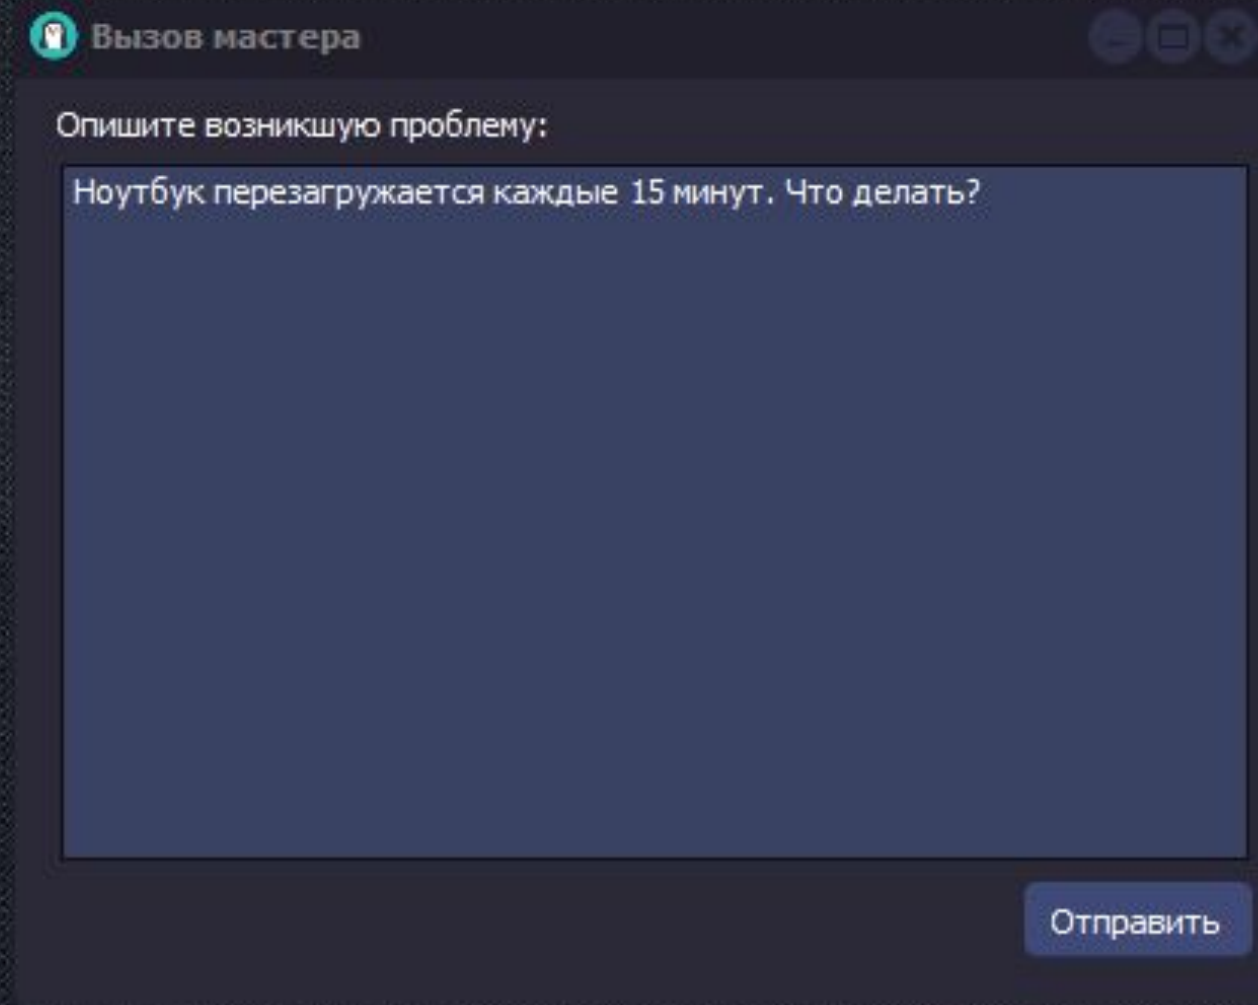 Вызов мастера
Опишите возникшую проблему:
Ноутбук перезагружается каждые 15 минут. Что делать?
Отправить